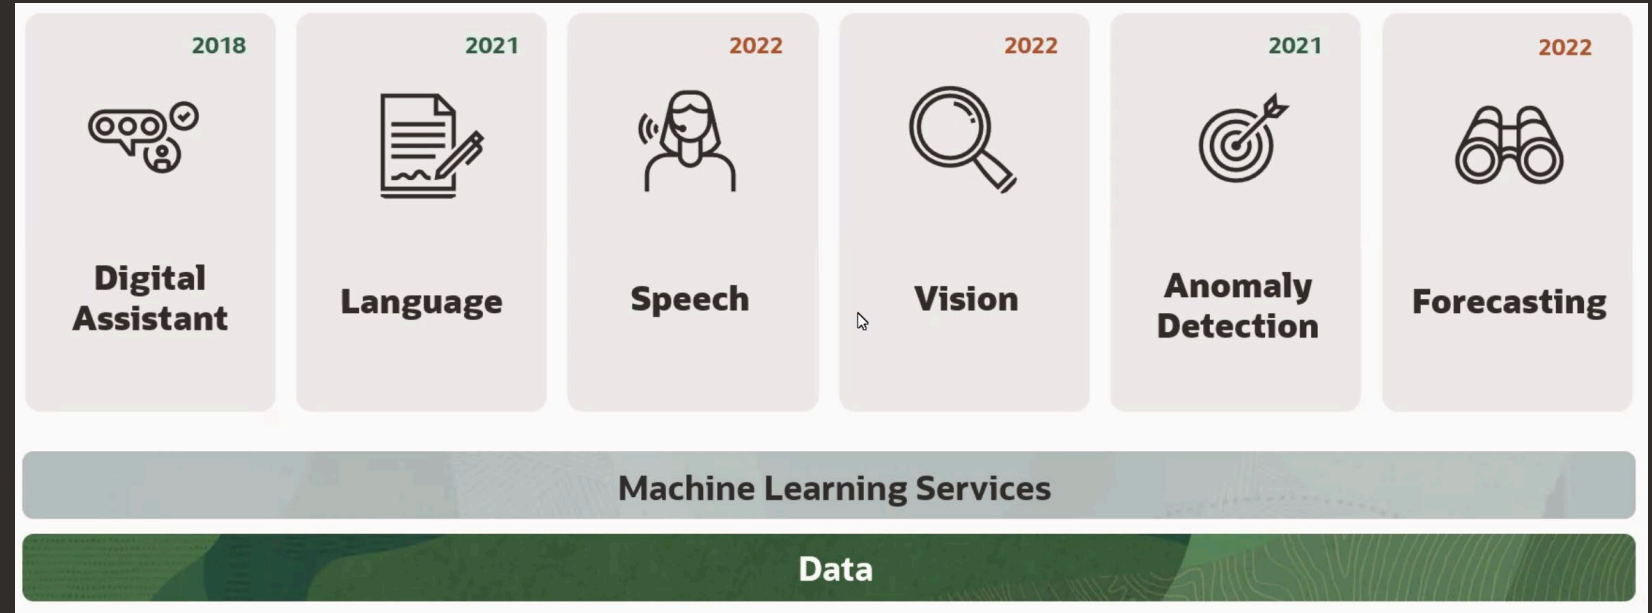 2018
Digital
Assistant
2021
Language
2022
Speech
2022
Vision
2021
Anomaly
Detection
2022
Forecasting
Machine Learning Services
Data